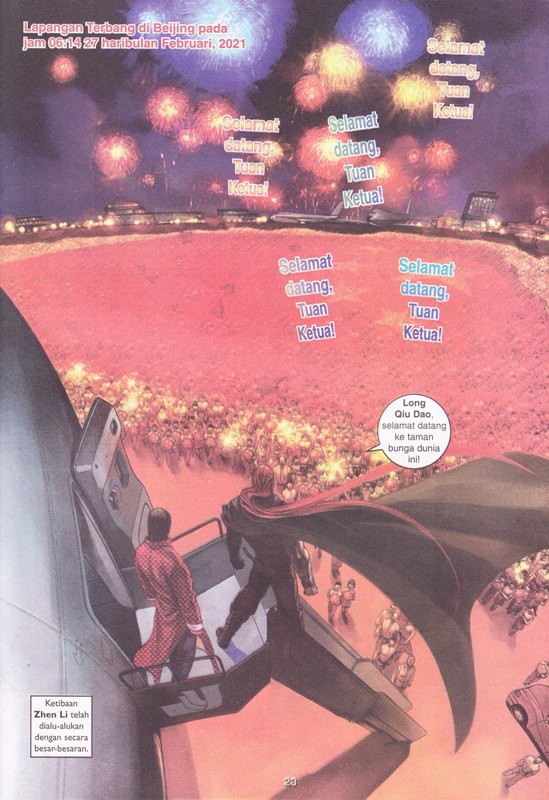 Lapangan Terbang di Beijing pada
jam 06:14 27 haribulan Februari, 2021
Selamat
datang,
Tuan
Ketua!
Selamat
datang,
Tuan
Ketua!
Selamat
datang,
Tuan
Ketua!
Selamat
datang,
Tuan
Ketua!
Selamat
datang,
Tuan
Ketua!
Long
Qiu Dao,
selamat datang
ke taman
bunga dunia
ini!
Ketibaan
Zhen Li telah
dialu-alukan
dengan secara
besar-besaran.
23